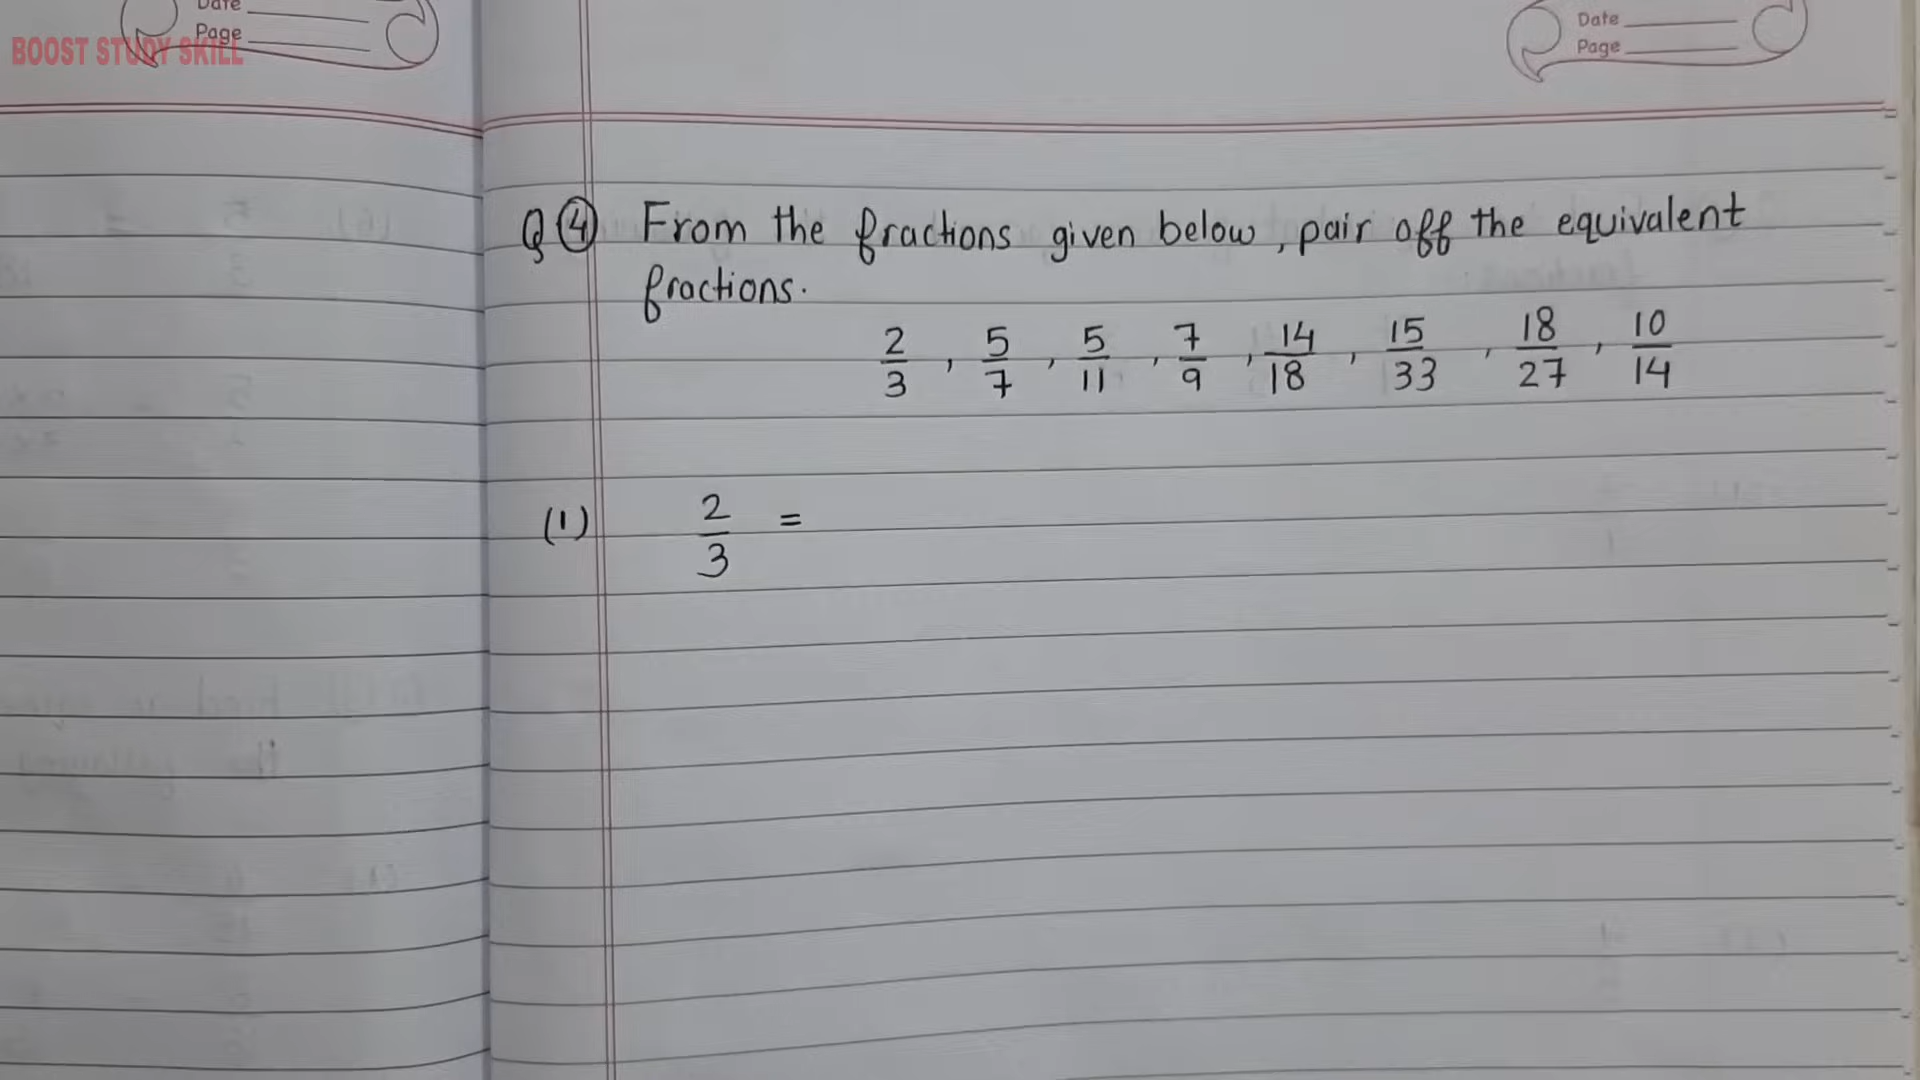 Date
Page
BOOST STUDY SKILL
Date
Page
Q 4 From the fractions given below, pair off the equivalent
fractions.
2/3 , 5/7 , 5/11 , 7/9 , 14/18 , 15/33 , 18/27 , 10/14
(1) 2/3 =